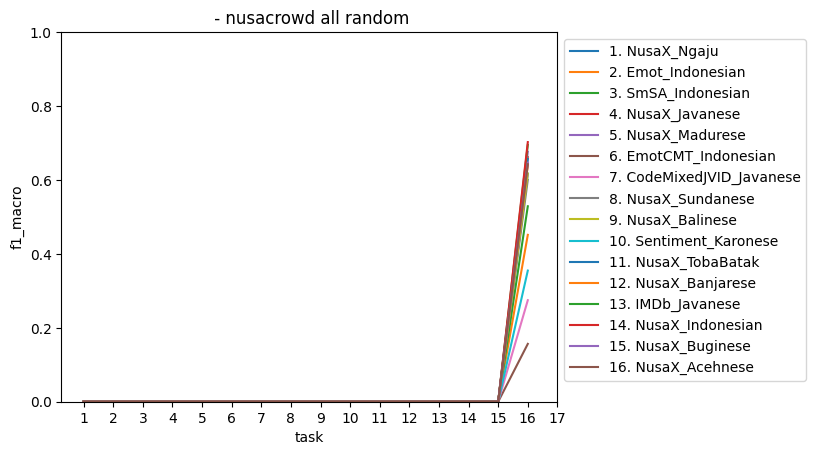 - nusacrowd all random
1.0
0.8
0.6
0.4
0.2
0.0
f1_macro
1 2 3 4 5 6 7 8 9 10 11 12 13 14 15 16 17
task
1. NusaX_Ngaju
2. Emot_Indonesian
3. SmSA_Indonesian
4. NusaX_Javanese
5. NusaX_Madurese
6. EmotCMT_Indonesian
7. CodeMixedJVID_Javanese
8. NusaX_Sundanese
9. NusaX_Balinese
10. Sentiment_Karonese
11. NusaX_TobaBatak
12. NusaX_Banjarese
13. IMDb_Javanese
14. NusaX_Indonesian
15. NusaX_Buginese
16. NusaX_Acehnese